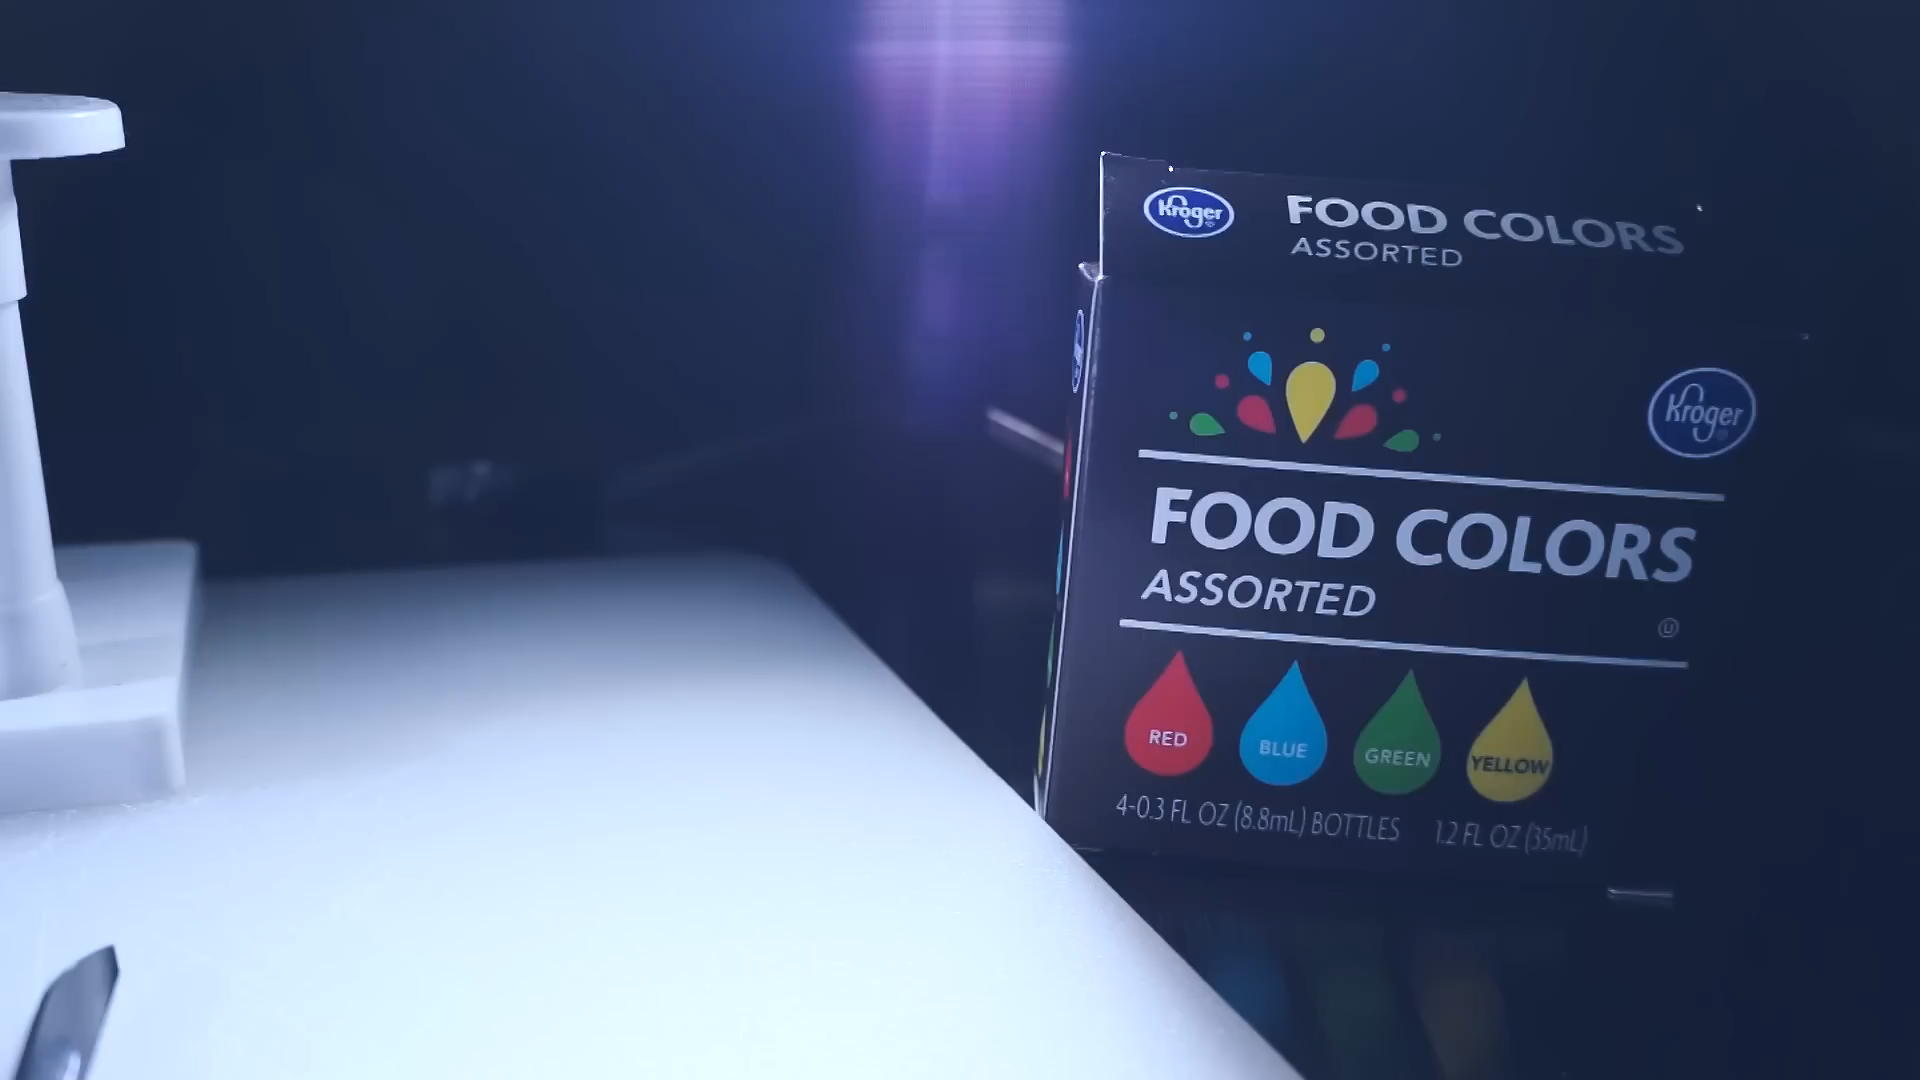 Kroger
FOOD COLORS
ASSORTED
Kroger
FOOD COLORS
ASSORTED
U
RED
BLUE
GREEN
YELLOW
4-0.3 FL OZ (8.8mL) BOTTLES 1.2 FL OZ (35mL)